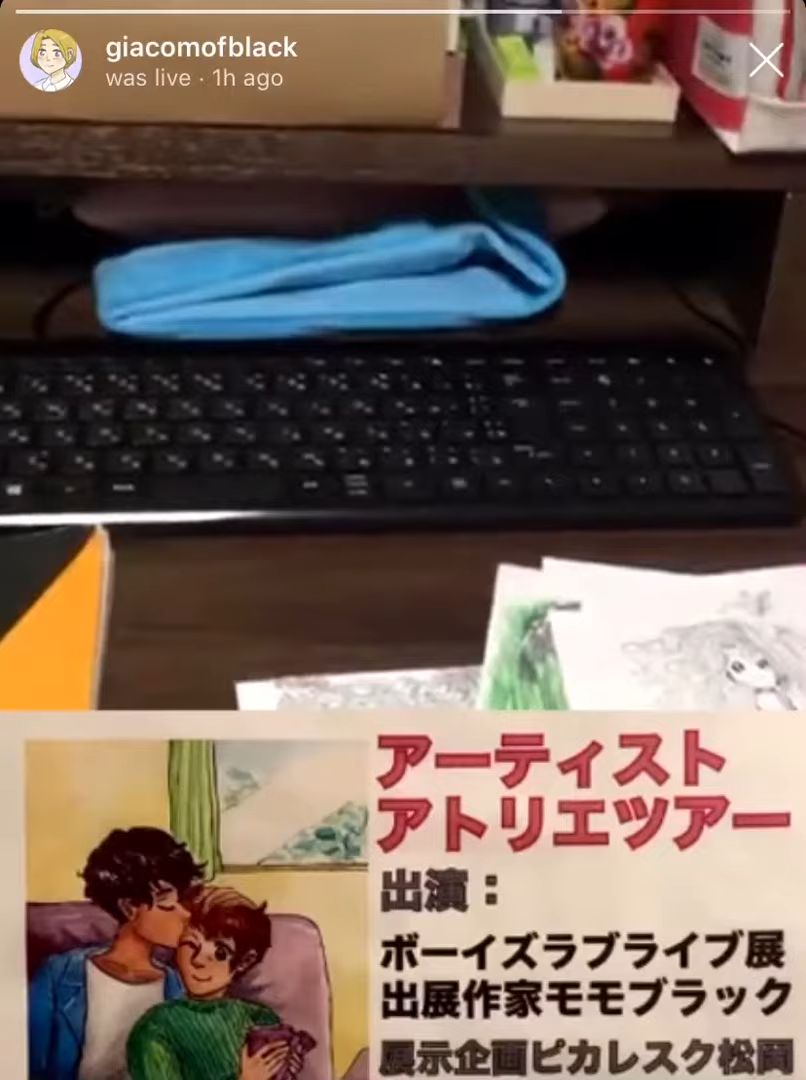 giacomofblack
was live · 1h ago
アーティスト
アトリエツアー
出演：
ボーイズラブライブ展
出展作家モモブラック
展示企画ピカレスク松岡